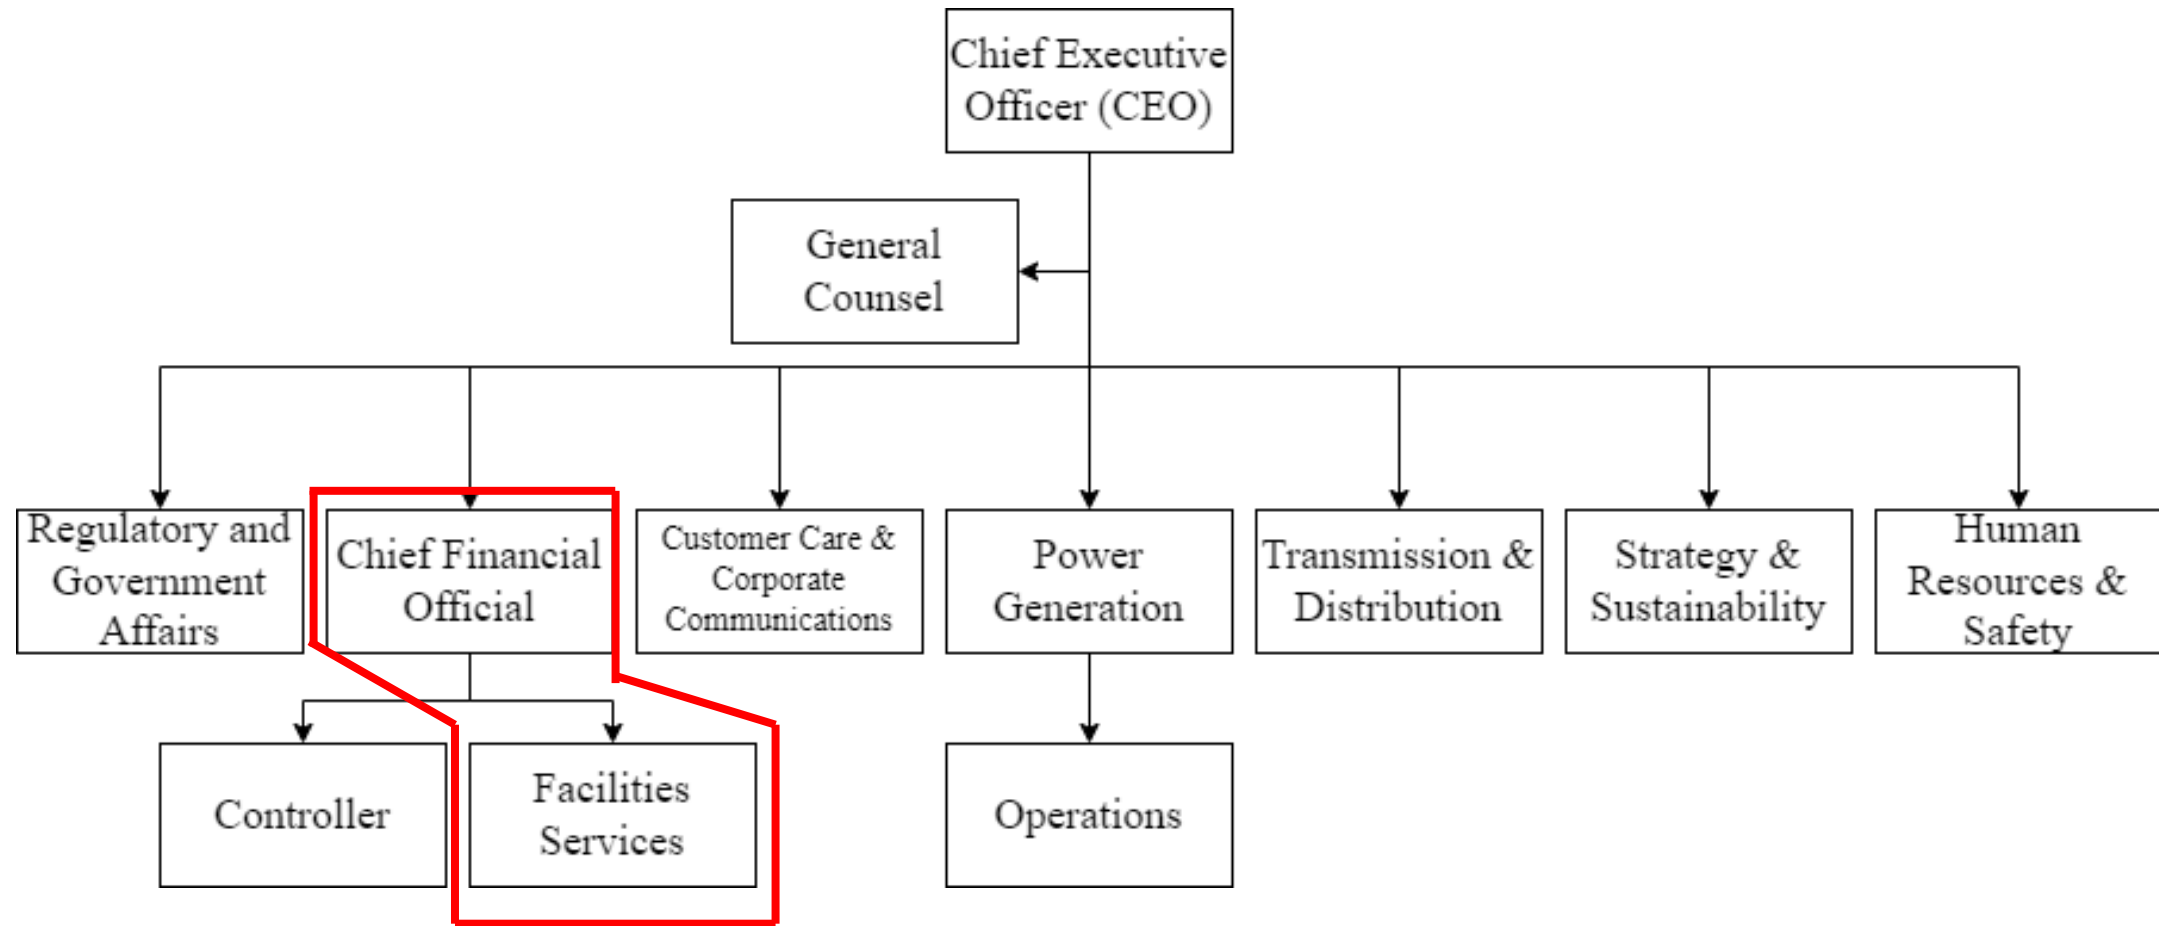 Chief Executive
Officer (CEO)
General
Counsel
Regulatory and
Government
Affairs
Chief Financial
Official
Customer Care &
Corporate
Communications
Power
Generation
Transmission &
Distribution
Strategy &
Sustainability
Human
Resources &
Safety
Controller
Facilities
Services
Operations